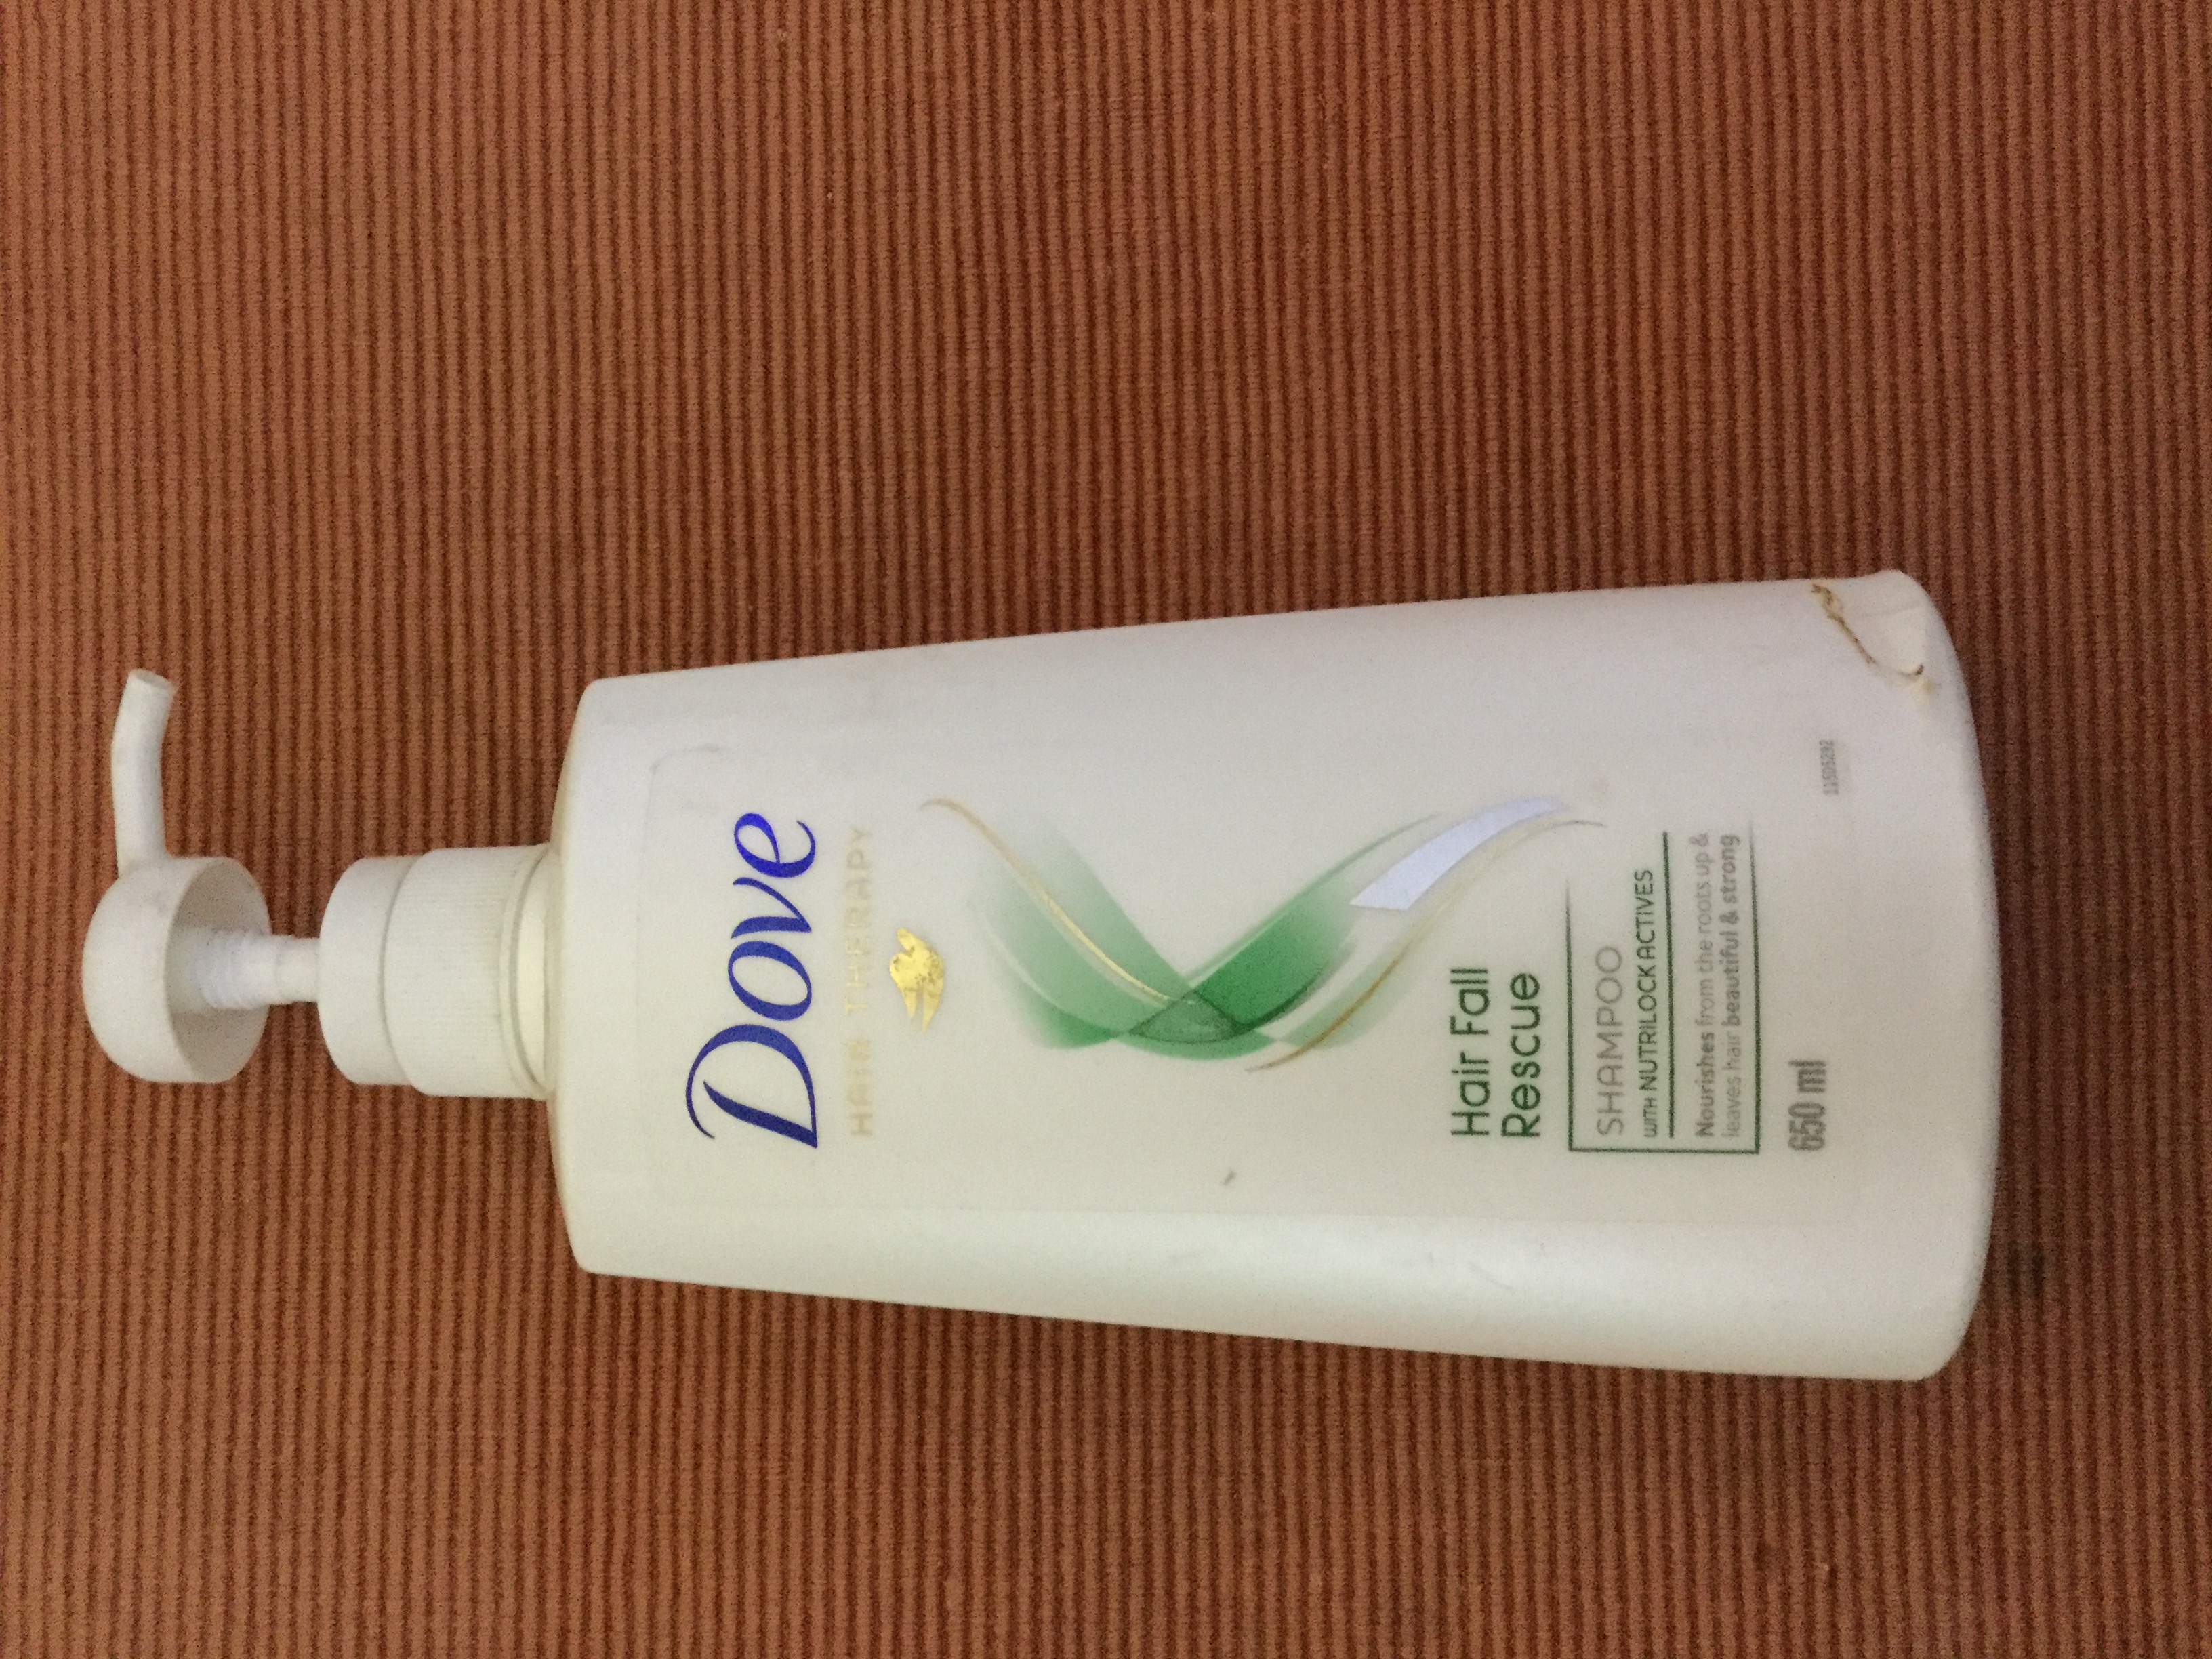 Dove
HAIR THERAPY
Hair Fall
Rescue
SHAMPOO
WITH NUTRILOCK ACTIVES
Nourishes from the roots up &
leaves hair beautiful & strong
650 ml
11505292